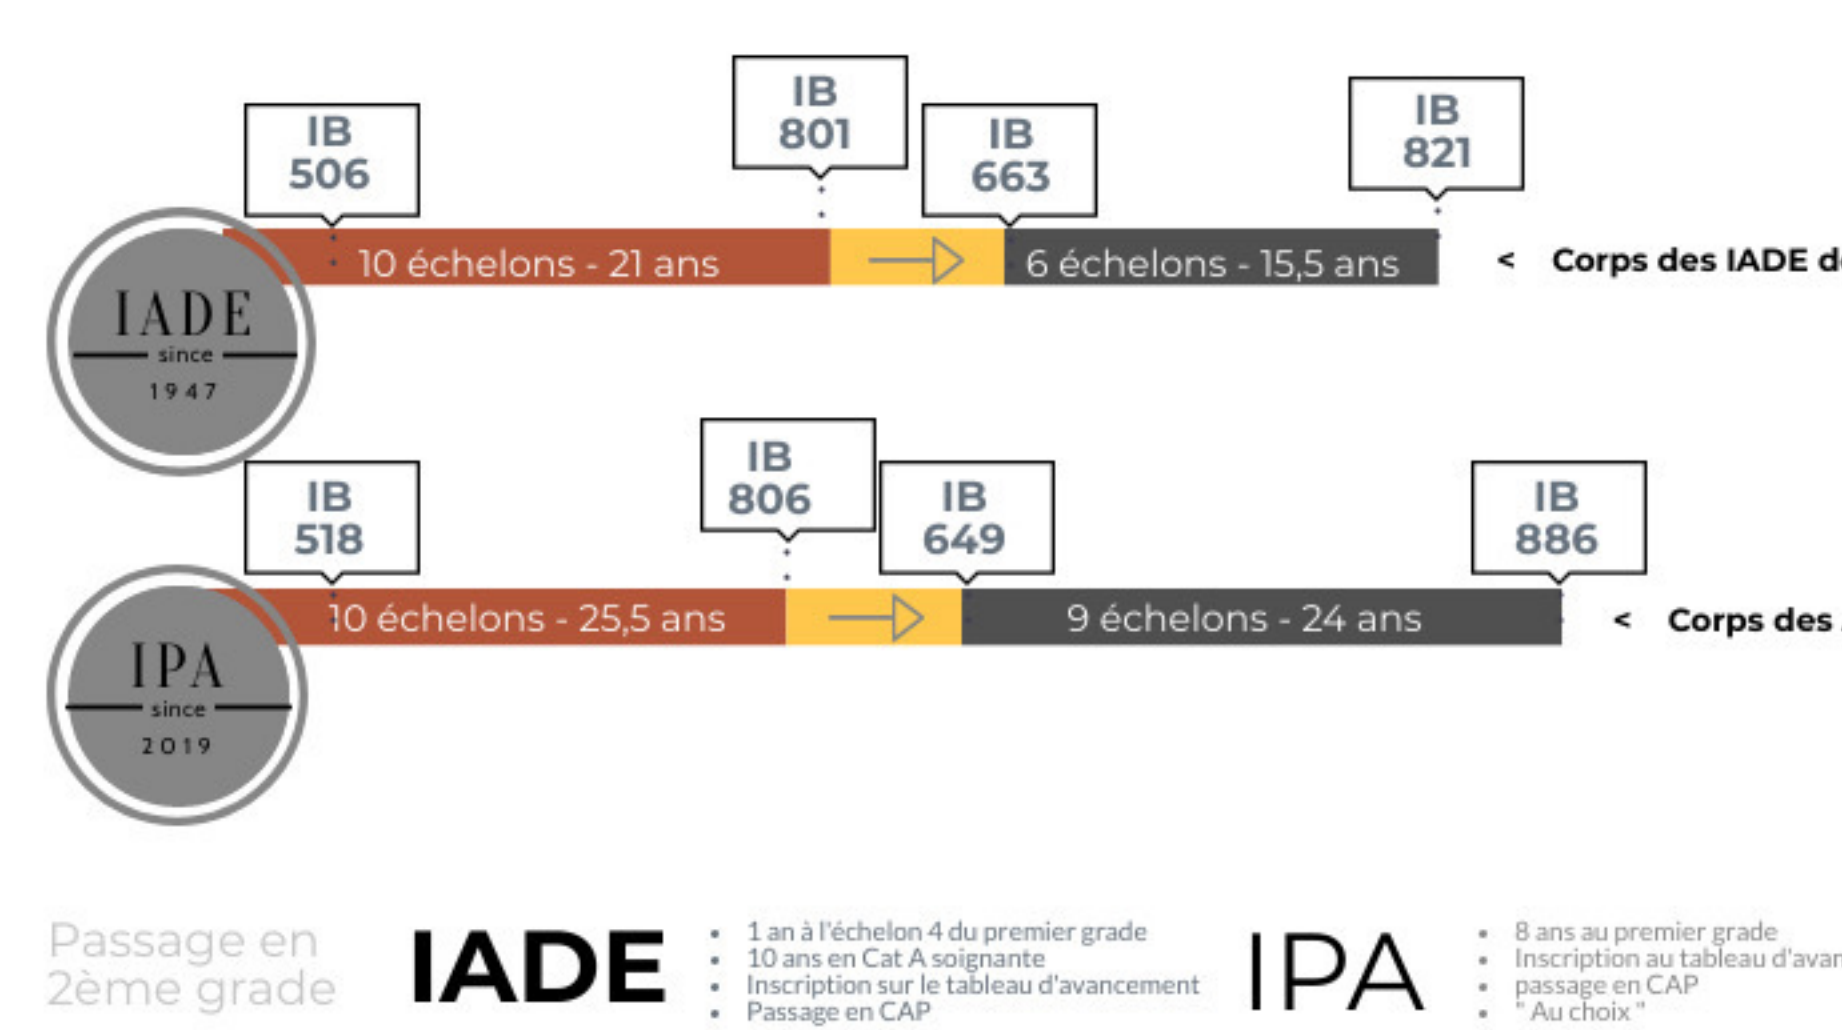 IB
506
IB
801
IB
663
IB
821
10 échelons - 21 ans
6 échelons - 15,5 ans
< Corps des IADE
IADE
since
1947
IB
518
IB
806
IB
649
IB
886
10 échelons - 25,5 ans
9 échelons - 24 ans
< Corps des
IPA
since
2019
Passage en
2ème grade
IADE
• 1 an à l'échelon 4 du premier grade
• 10 ans en Cat A soignante
• Inscription sur le tableau d'avancement
• Passage en CAP
IPA
• 8 ans au premier grade
• Inscription au tableau
• passage en CAP
• " Au choix "